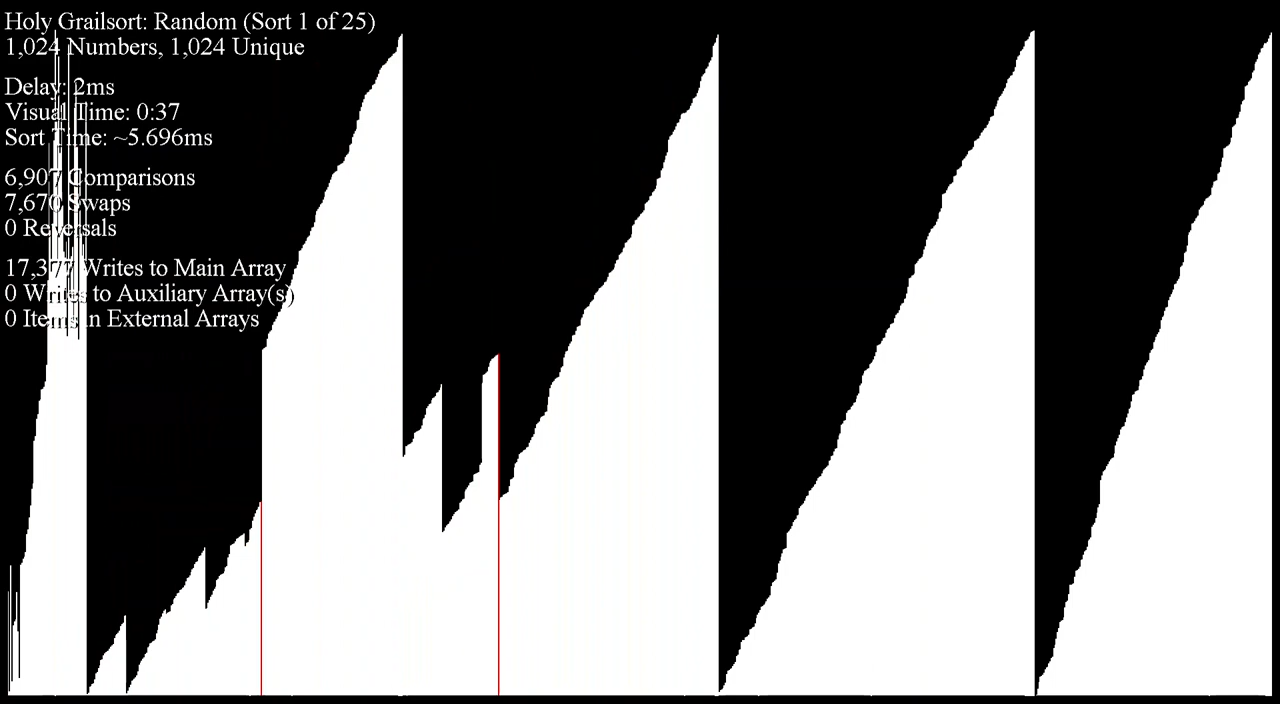 Holy Grailsort: Random (Sort 1 of 25)
1,024 Numbers, 1,024 Unique
Delay: 2ms
Visual Time: 0:37
Sort Time: ~5.696ms
6,907 Comparisons
7,670 Swaps
0 Reversals
17,377 Writes to Main Array
0 Writes to Auxiliary Array(s)
0 Items in External Arrays